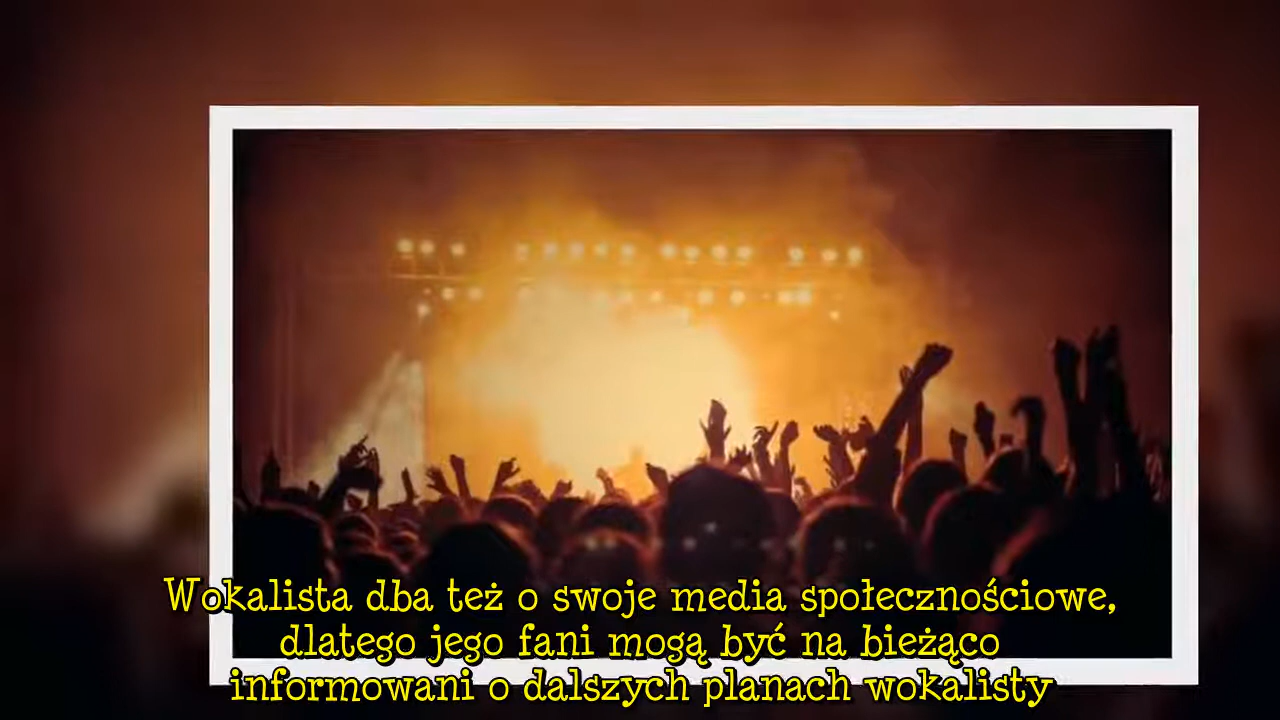 Wokalista dba też o swoje media społecznościowe,
dlatego jego fani mogą być na bieżąco
informowani o dalszych planach wokalisty